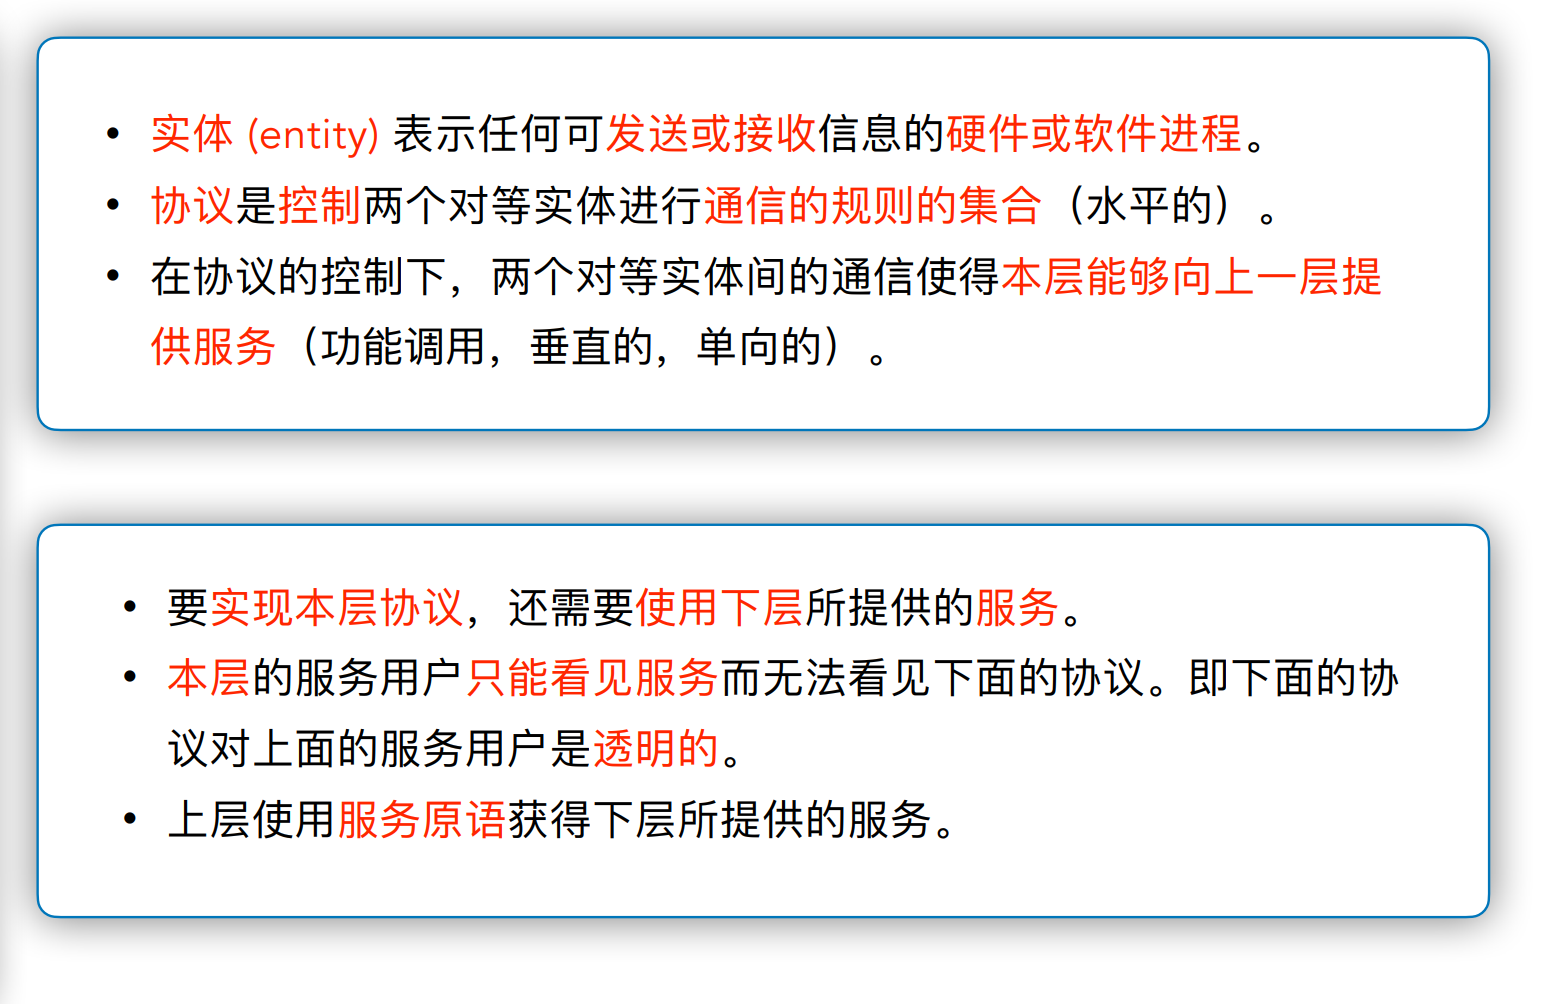 • 实体 (entity) 表示任何可发送或接收信息的硬件或软件进程。
• 协议是控制两个对等实体进行通信的规则的集合（水平的）。
• 在协议的控制下，两个对等实体间的通信使得本层能够向上一层提
供服务（功能调用，垂直的，单向的）。
• 要实现本层协议，还需要使用下层所提供的服务。
• 本层的服务用户只能看见服务而无法看见下面的协议。即下面的协
议对上面的服务用户是透明的。
• 上层使用服务原语获得下层所提供的服务。